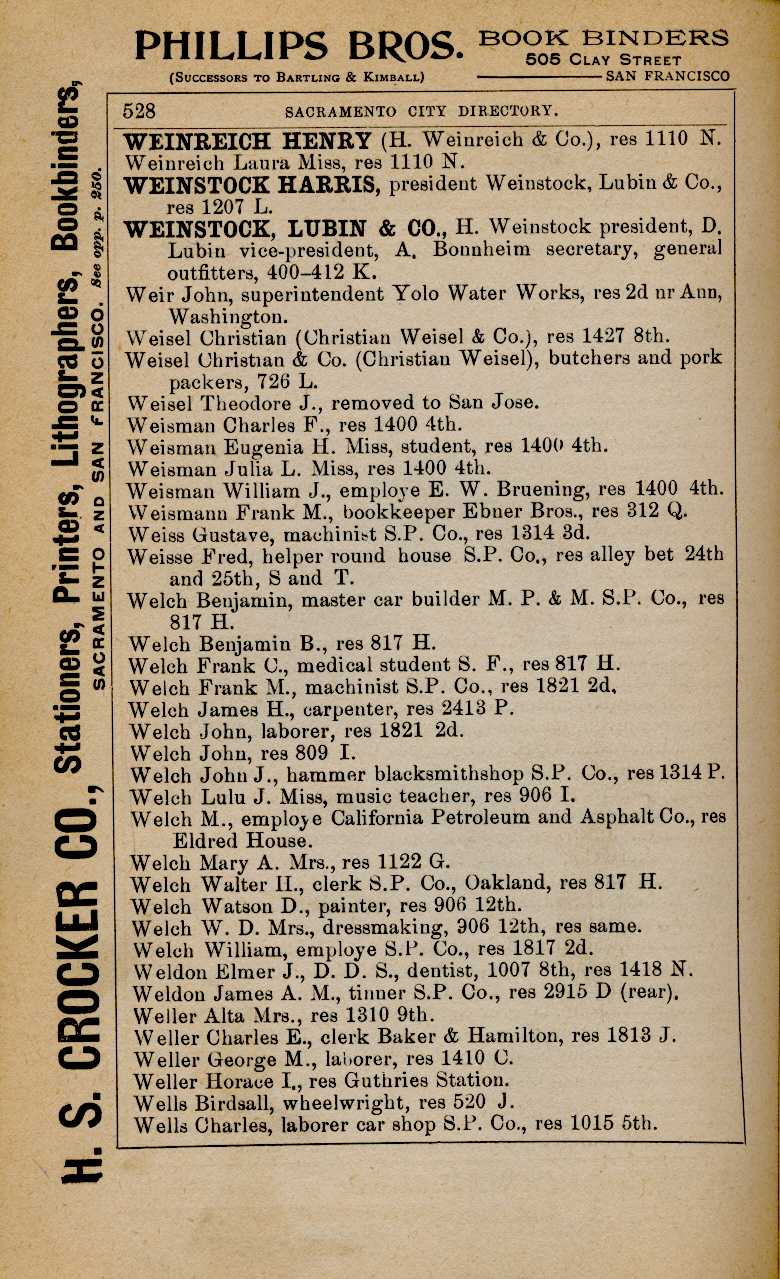 PHILLIPS BROS. BOOK BINDERS
505 CLAY STREET
(SUCCESSORS TO BARTLING & KIMBALL) SAN FRANCISCO
H. S. CROCKER CO., Stationers, Printers, Lithographers, Bookbinders,
SACRAMENTO AND SAN FRANCISCO. See opp. p. 250.
528 SACRAMENTO CITY DIRECTORY.
WEINREICH HENRY (H. Weinreich & Co.), res 1110 N.
Weinreich Laura Miss, res 1110 N.
WEINSTOCK HARRIS, president Weinstock, Lubin & Co.,
res 1207 L.
WEINSTOCK, LUBIN & CO., H. Weinstock president, D.
Lubin vice-president, A. Bonnheim secretary, general
outfitters, 400–412 K.
Weir John, superintendent Yolo Water Works, res 2d nr Ann,
Washington.
Weisel Christian (Christian Weisel & Co.), res 1427 8th.
Weisel Christian & Co. (Christian Weisel), butchers and pork
packers, 726 L.
Weisel Theodore J., removed to San Jose.
Weisman Charles F., res 1400 4th.
Weisman Eugenia H. Miss, student, res 1400 4th.
Weisman Julia L. Miss, res 1400 4th.
Weisman William J., employe E. W. Bruening, res 1400 4th.
Weismann Frank M., bookkeeper Ebner Bros., res 312 Q.
Weiss Gustave, machinist S.P. Co., res 1314 3d.
Weisse Fred, helper round house S.P. Co., res alley bet 24th
and 25th, S and T.
Welch Benjamin, master car builder M. P. & M. S.P. Co., res
817 H.
Welch Benjamin B., res 817 H.
Welch Frank C., medical student S. F., res 817 H.
Welch Frank M., machinist S.P. Co., res 1821 2d.
Welch James H., carpenter, res 2413 P.
Welch John, laborer, res 1821 2d.
Welch John, res 809 I.
Welch John J., hammer blacksmithshop S.P. Co., res 1314 P.
Welch Lulu J. Miss, music teacher, res 906 I.
Welch M., employe California Petroleum and Asphalt Co., res
Eldred House.
Welch Mary A. Mrs., res 1122 G.
Welch Walter H., clerk S.P. Co., Oakland, res 817 H.
Welch Watson D., painter, res 906 12th.
Welch W. D. Mrs., dressmaking, 906 12th, res same.
Welch William, employe S.P. Co., res 1817 2d.
Weldon Elmer J., D. D. S., dentist, 1007 8th, res 1418 N.
Weldon James A. M., tinner S.P. Co., res 2915 D (rear).
Weller Alta Mrs., res 1310 9th.
Weller Charles E., clerk Baker & Hamilton, res 1813 J.
Weller George M., laborer, res 1410 C.
Weller Horace I., res Guthries Station.
Wells Birdsall, wheelwright, res 520 J.
Wells Charles, laborer car shop S.P. Co., res 1015 5th.